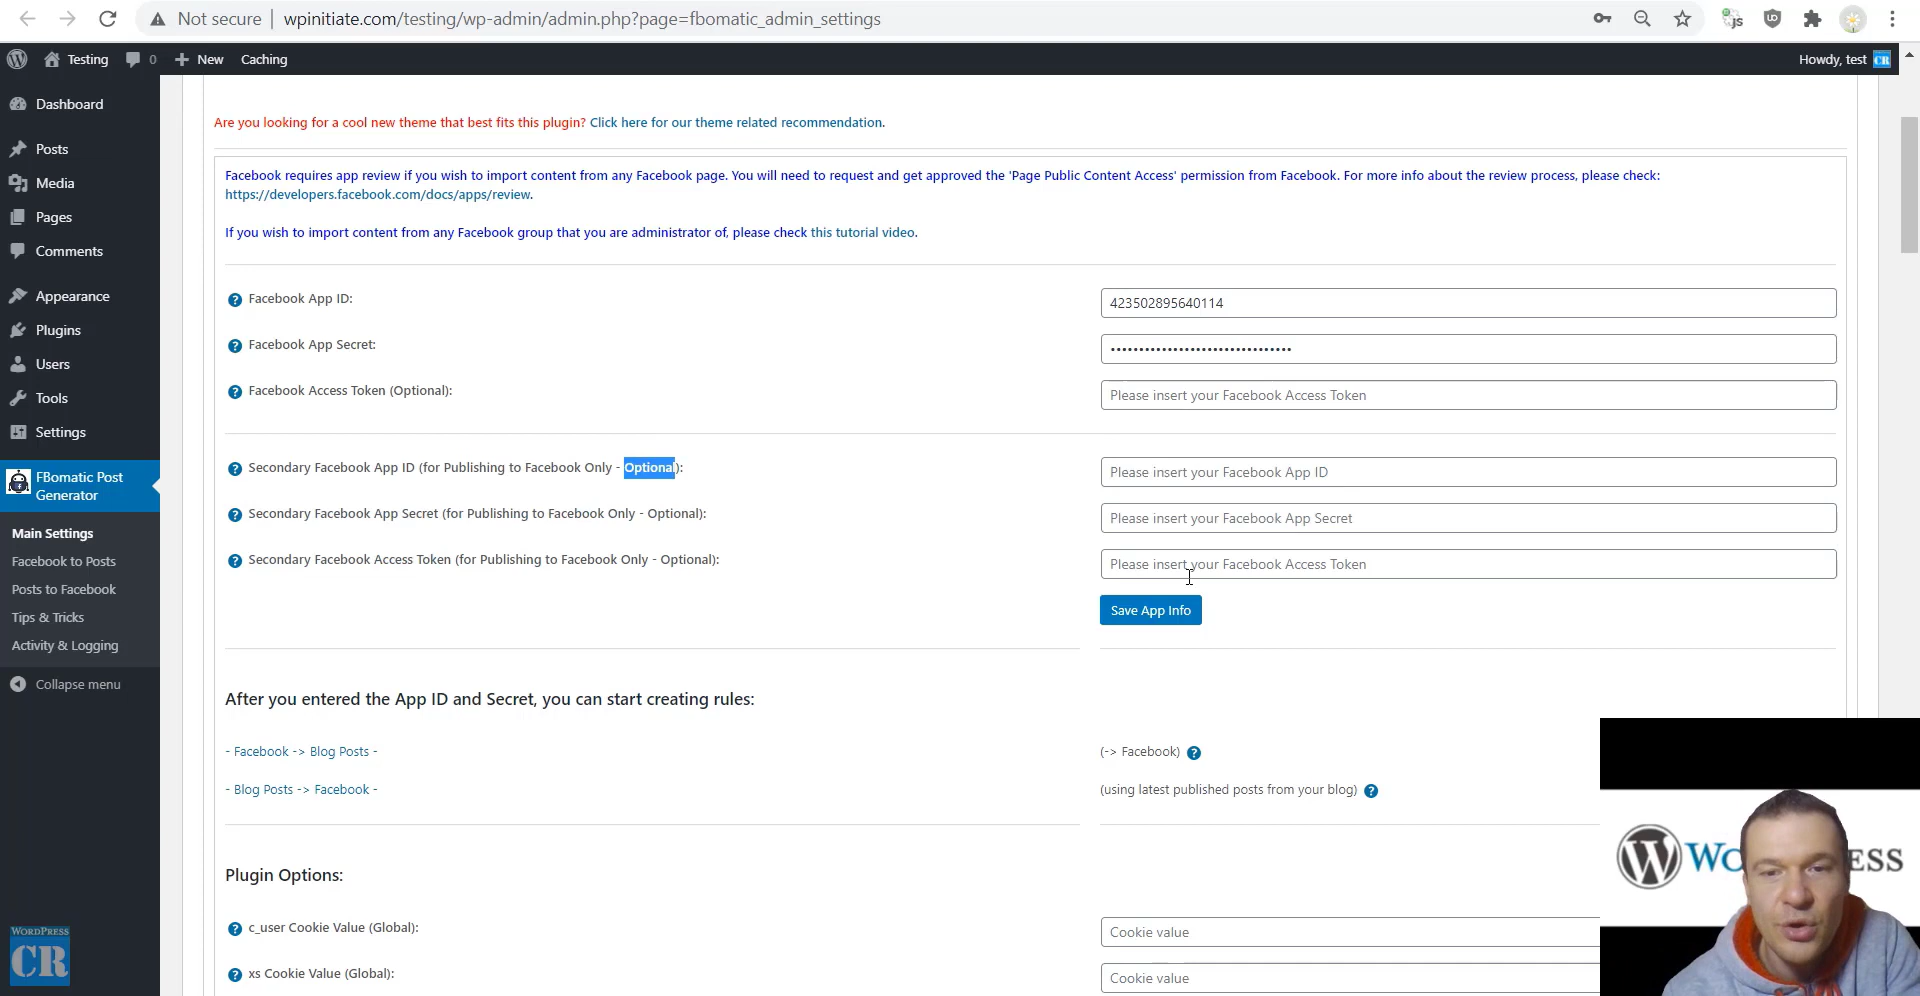 Not secure
wpinitiate.com/testing/wp-admin/admin.php?page=fbomatic_admin_settings
JS
Testing
0
New
Caching
Howdy, test
CR
Dashboard
Posts
Media
Pages
Comments
Appearance
Plugins
Users
Tools
Settings
FBomatic Post
Generator
Main Settings
Facebook to Posts
Posts to Facebook
Tips & Tricks
Activity & Logging
Collapse menu
WORDPRESS
CR
Are you looking for a cool new theme that best fits this plugin? Click here for our theme related recommendation.
Facebook requires app review if you wish to import content from any Facebook page. You will need to request and get approved the 'Page Public Content Access' permission from Facebook. For more info about the review process, please check:
https://developers.facebook.com/docs/apps/review.
If you wish to import content from any Facebook group that you are administrator of, please check this tutorial video.
Facebook App ID:
423502895640114
Facebook App Secret:
••••••••••••••••••••••••••••••••
Facebook Access Token (Optional):
Please insert your Facebook Access Token
Secondary Facebook App ID (for Publishing to Facebook Only - Optional):
Please insert your Facebook App ID
Secondary Facebook App Secret (for Publishing to Facebook Only - Optional):
Please insert your Facebook App Secret
Secondary Facebook Access Token (for Publishing to Facebook Only - Optional):
Please insert your Facebook Access Token
Save App Info
After you entered the App ID and Secret, you can start creating rules:
- Facebook -> Blog Posts -
(-> Facebook)
- Blog Posts -> Facebook -
(using latest published posts from your blog)
Plugin Options:
c_user Cookie Value (Global):
Cookie value
xs Cookie Value (Global):
Cookie value